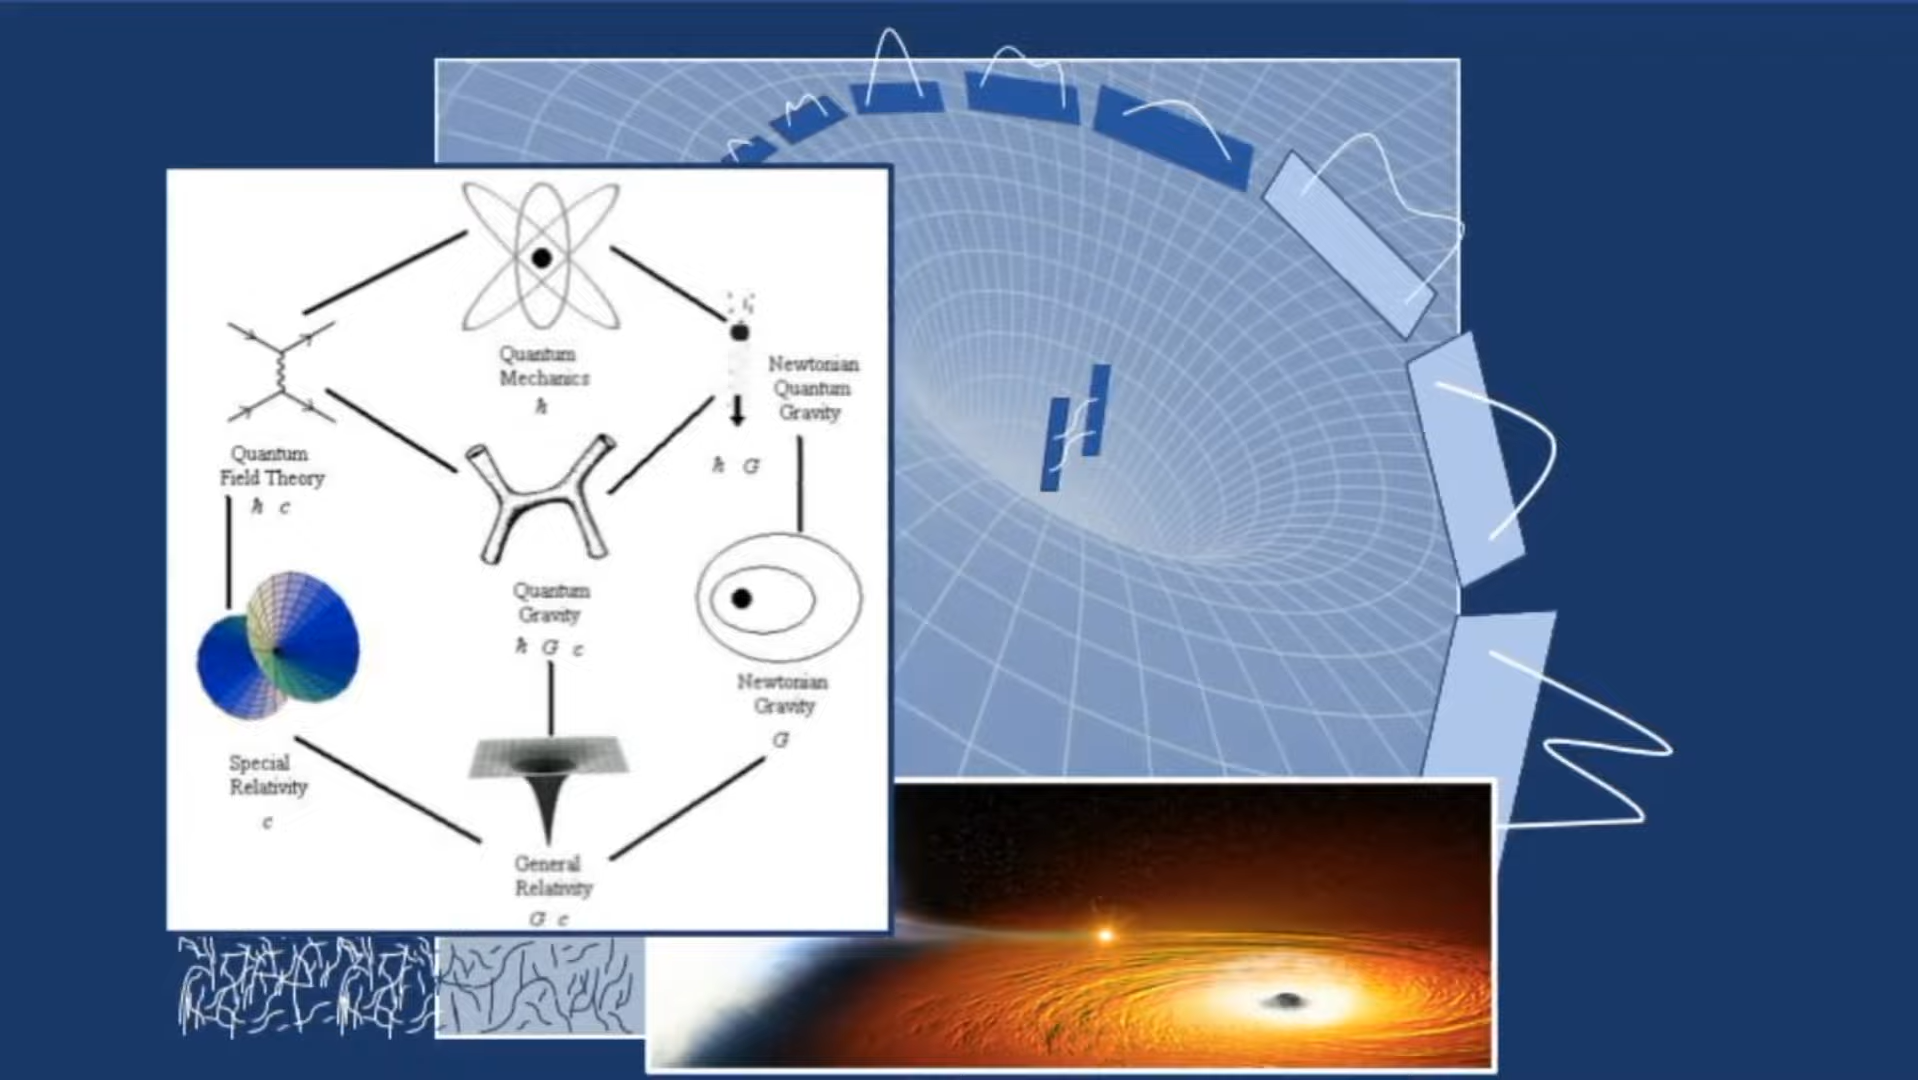 Quantum
Mechanics
ħ
Newtonian
Quantum
Gravity
ħ G
Quantum
Field Theory
ħ c
Quantum
Gravity
ħ G c
Newtonian
Gravity
G
Special
Relativity
c
General
Relativity
G c